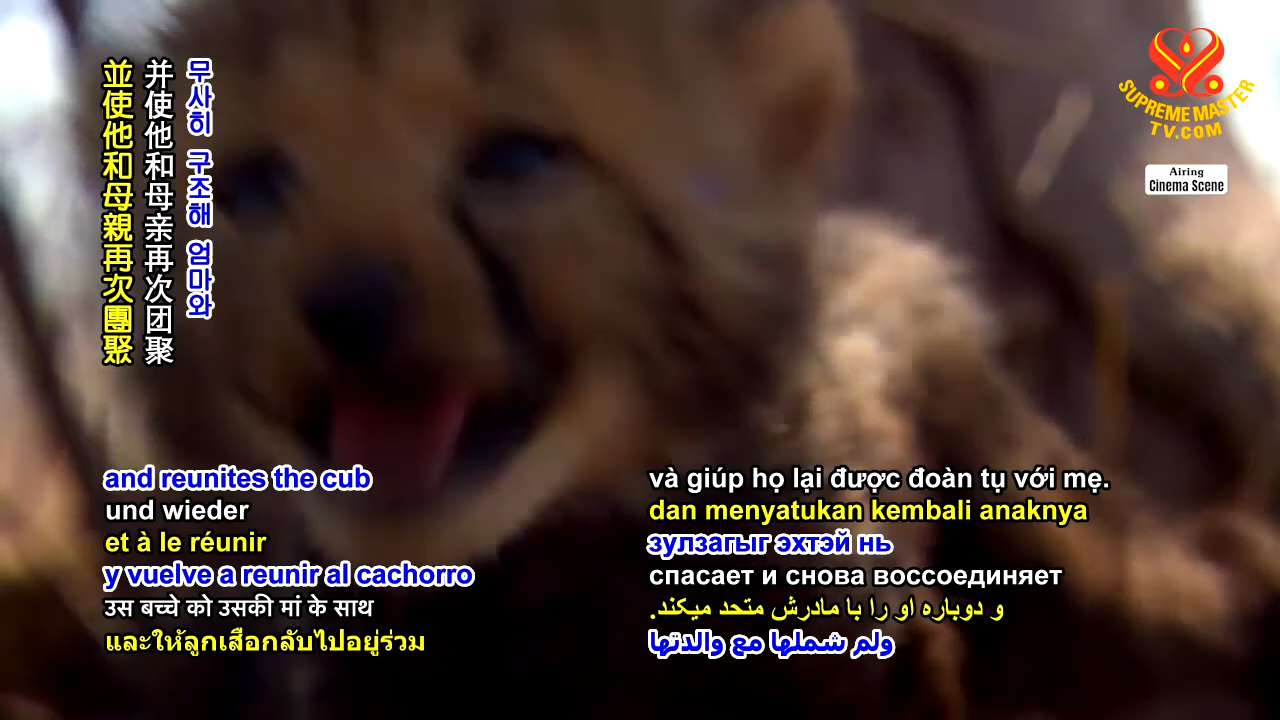 並使他和母親再次團聚
并使他和母亲再次团聚
무사히 구조해 엄마와
SUPREME MASTER
TV.COM
Airing
Cinema Scene
and reunites the cub
und wieder
et à le réunir
y vuelve a reunir al cachorro
उस बच्चे को उसकी मां के साथ
และให้ลูกเสือกลับไปอยู่ร่วม
và giúp họ lại được đoàn tụ với mẹ.
dan menyatukan kembali anaknya
зулзагыг эхтэй нь
спасает и снова воссоединяет
و دوباره او را با مادرش متحد میکند.
ولم شملها مع والدتها